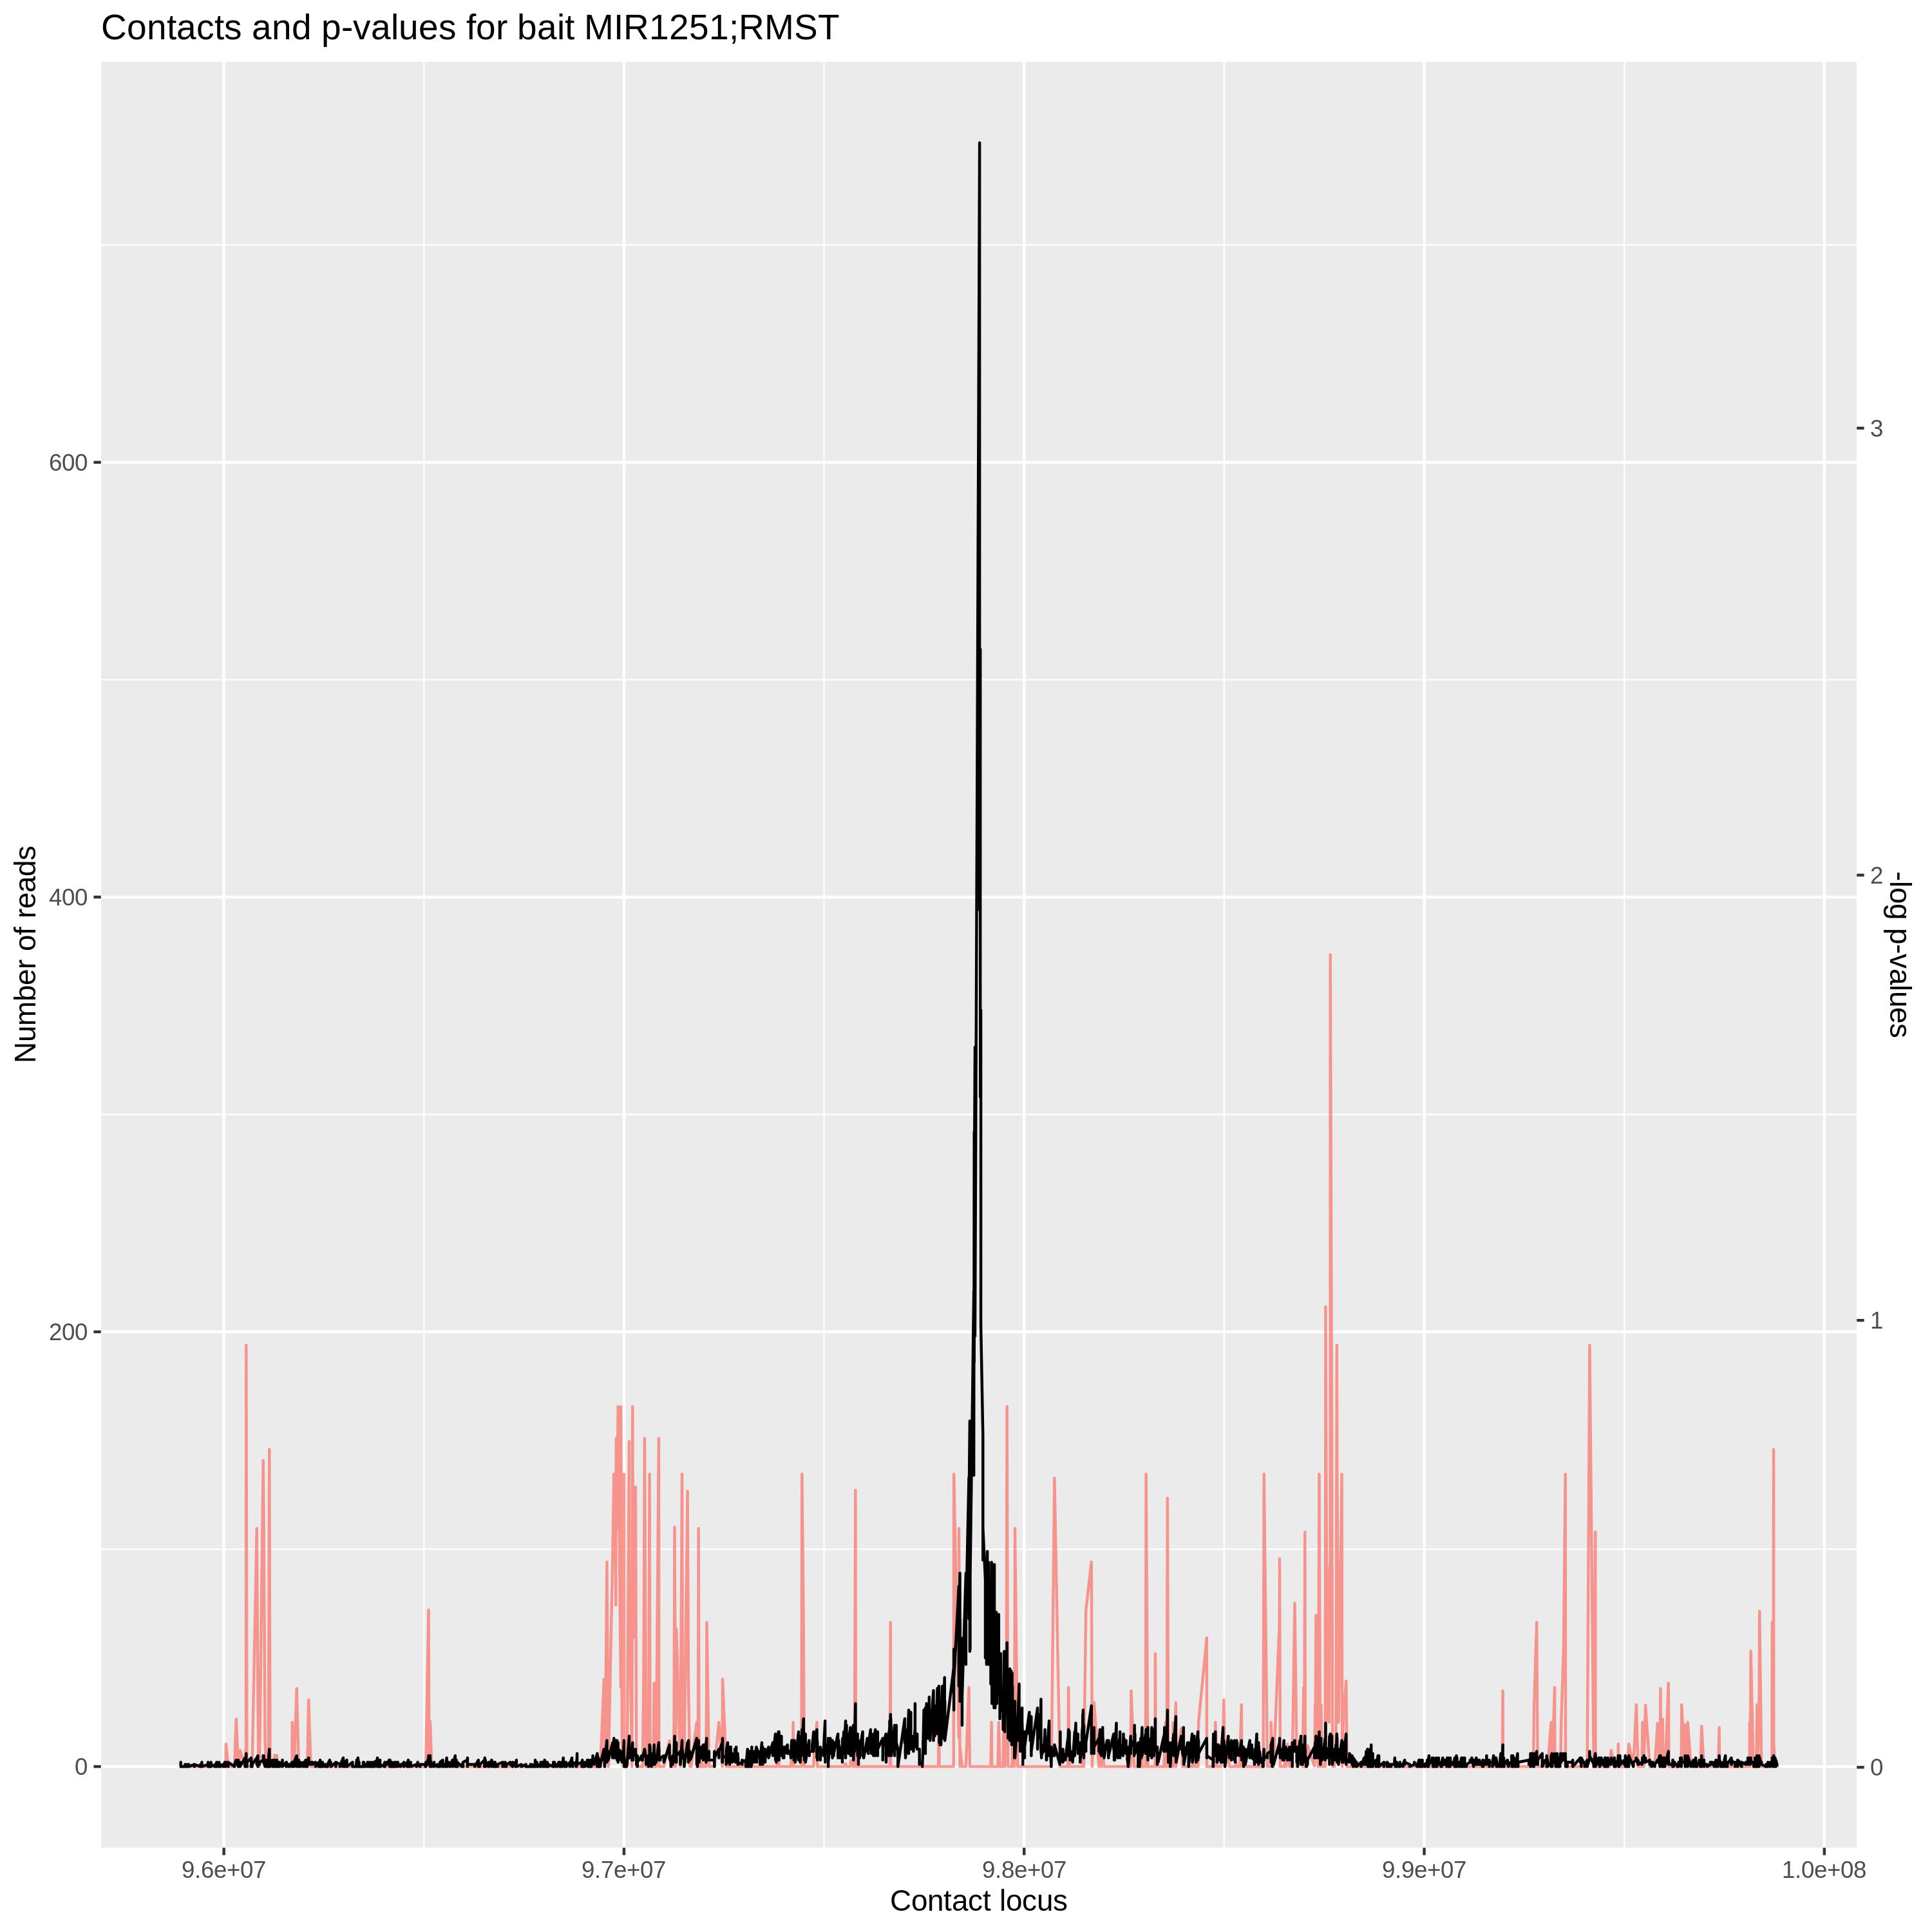 Contacts and p-values for bait MIR1251;RMST
600
400
200
0
Number of reads
3
2
1
0
-log p-values
9.6e+07
9.7e+07
9.8e+07
9.9e+07
1.0e+08
Contact locus